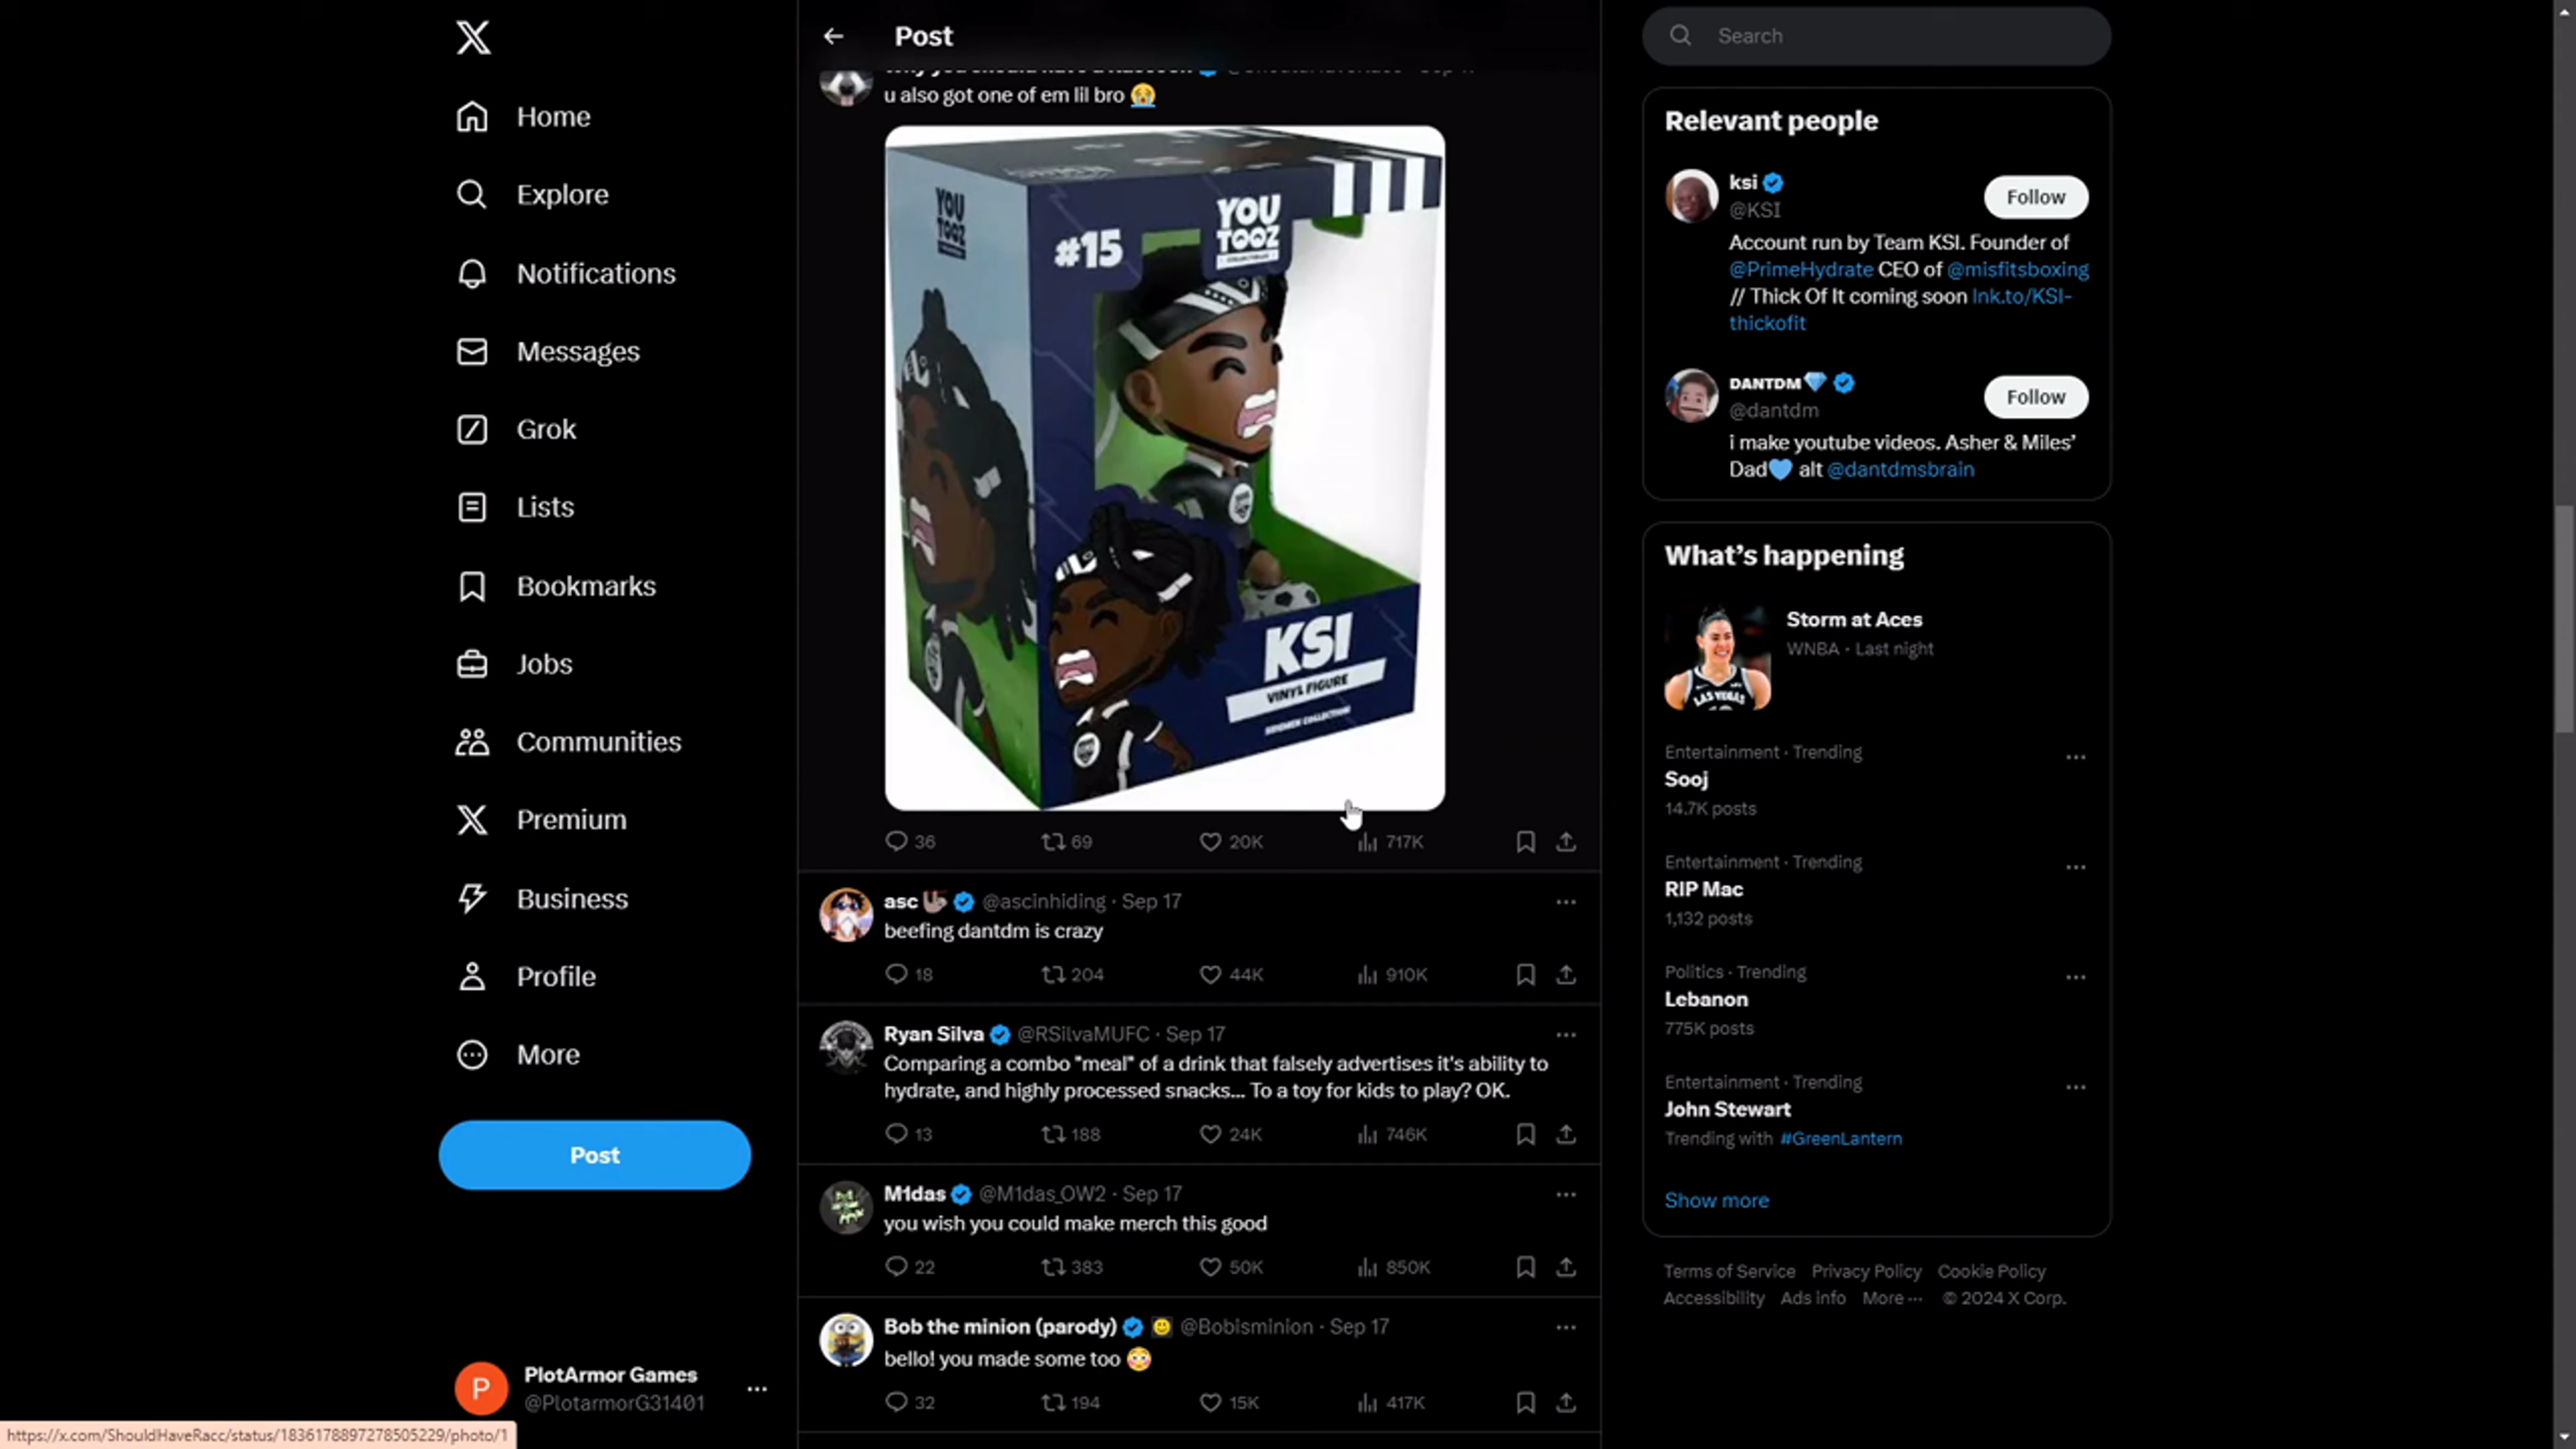 Home
Explore
Notifications
Messages
Grok
Lists
Bookmarks
Jobs
Communities
Premium
Business
Profile
More
Post
P
PlotArmor Games
@PlotarmorG31401
https://x.com/ShouldHaveRacc/status/1836178897278505229/photo/1
Post
u also got one of em lil bro 😭
YOU
TOOZ
#15
YOU
TOOZ
KSI
VINYL FIGURE
36 69 20K 717K
asc @ascinhiding · Sep 17
beefing dantdm is crazy
18 204 44K 910K
Ryan Silva @RSilvaMUFC · Sep 17
Comparing a combo "meal" of a drink that falsely advertises it's ability to
hydrate, and highly processed snacks... To a toy for kids to play? OK.
13 188 24K 746K
M1das @M1das_OW2 · Sep 17
you wish you could make merch this good
22 383 50K 850K
Bob the minion (parody) @Bobisminion · Sep 17
bello! you made some too 😳
32 194 15K 417K
Search
Relevant people
ksi
@KSI
Follow
Account run by Team KSI. Founder of
@PrimeHydrate CEO of @misfitsboxing
// Thick Of It coming soon lnk.to/KSI-
thickofit
DANTDM💎
@dantdm
Follow
i make youtube videos. Asher & Miles'
Dad💙 alt @dantdmsbrain
What's happening
Storm at Aces
WNBA · Last night
LAS VEGAS
Entertainment · Trending
Sooj
14.7K posts
Entertainment · Trending
RIP Mac
1,132 posts
Politics · Trending
Lebanon
775K posts
Entertainment · Trending
John Stewart
Trending with #GreenLantern
Show more
Terms of Service Privacy Policy Cookie Policy
Accessibility Ads info More ··· © 2024 X Corp.